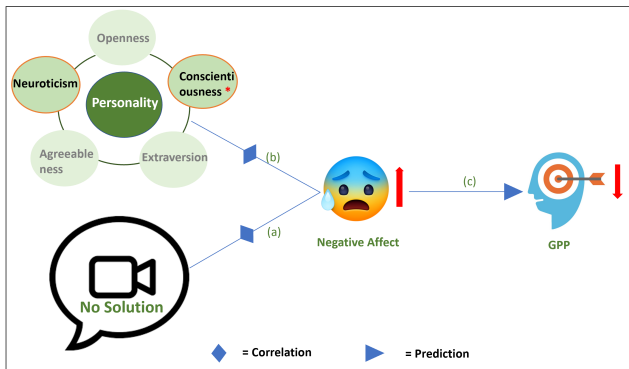 Openness
Neuroticism
Conscienti
ousness *
Personality
Agreeable
ness
Extraversion
(b)
(c)
(a)
Negative Affect
GPP
No Solution
= Correlation
= Prediction